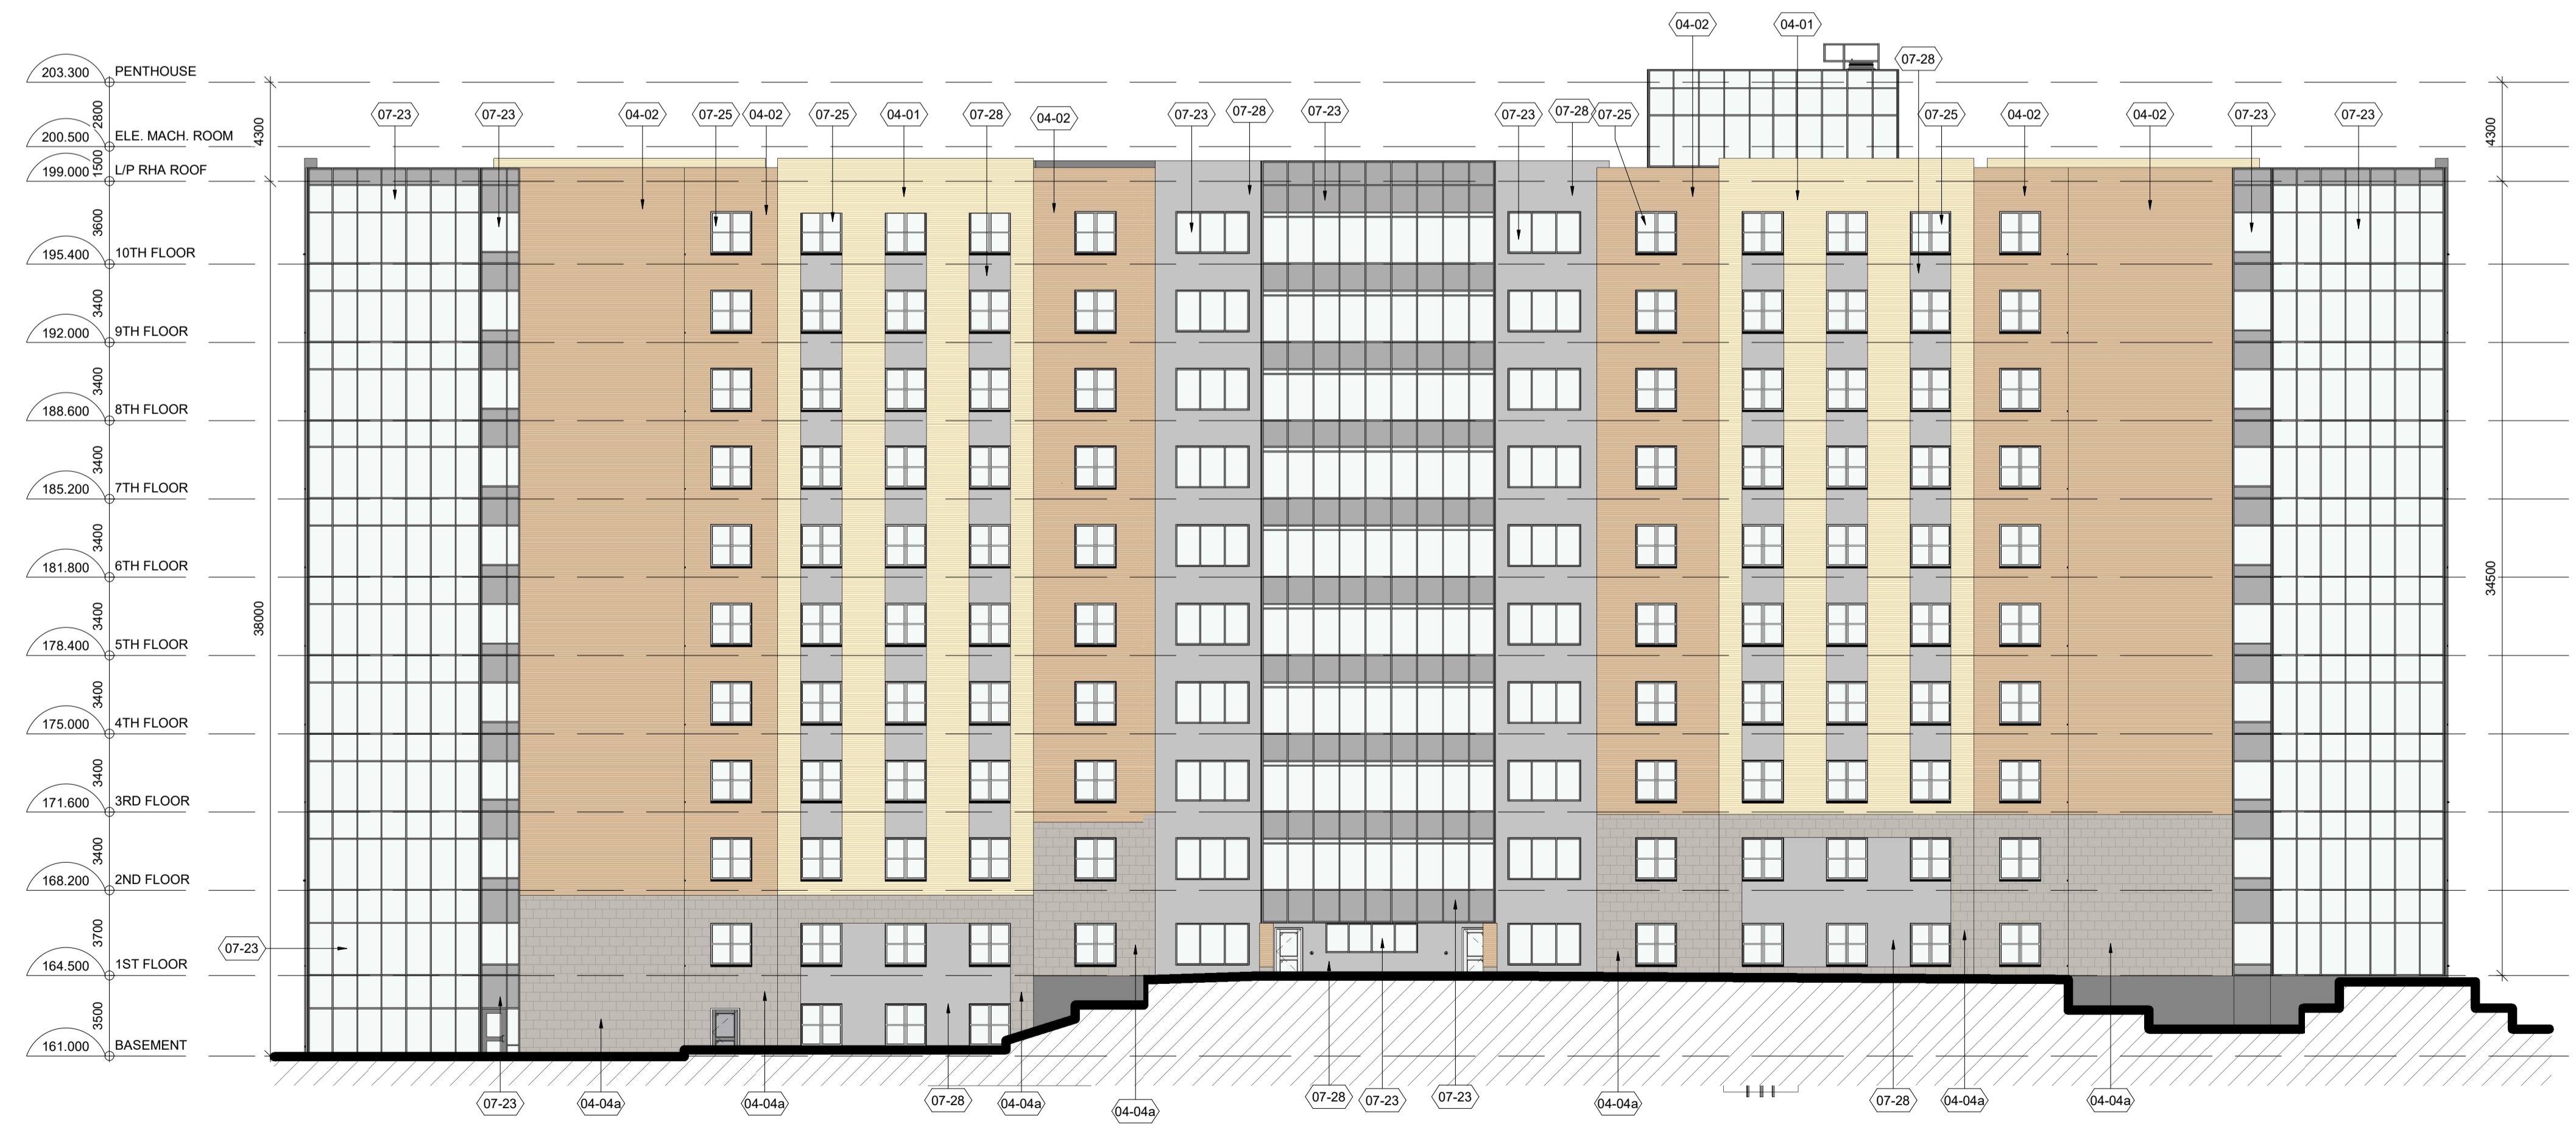 04-02
04-01
07-28
203.300 PENTHOUSE
2800
4300
4300
07-23
07-23
04-02
07-25
04-02
07-25
04-01
07-28
04-02
07-23
07-28
07-23
07-23
07-28
07-25
07-25
04-02
04-02
07-23
07-23
200.500 ELE. MACH. ROOM
1500
199.000 L/P RHA ROOF
3600
195.400 10TH FLOOR
3400
192.000 9TH FLOOR
3400
188.600 8TH FLOOR
3400
185.200 7TH FLOOR
3400
181.800 6TH FLOOR
3400
38000
34500
178.400 5TH FLOOR
3400
175.000 4TH FLOOR
3400
171.600 3RD FLOOR
3400
168.200 2ND FLOOR
3700
07-23
164.500 1ST FLOOR
3500
161.000 BASEMENT
07-23
04-04a
04-04a
07-28
04-04a
04-04a
07-28
07-23
07-23
04-04a
07-28
04-04a
04-04a